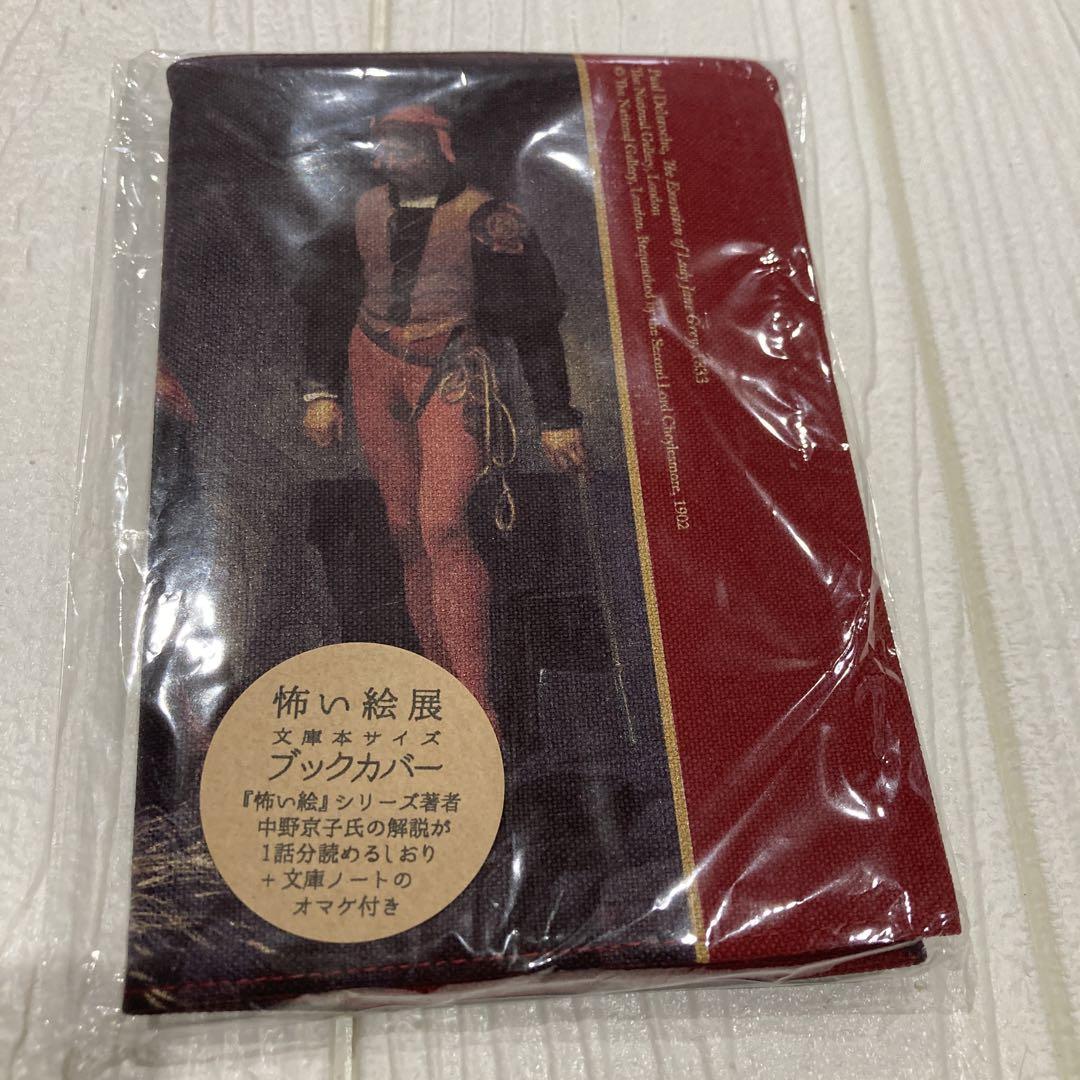 Paul Delaroche, The Execution of Lady Jane Grey, 1833
The National Gallery, London
© The National Gallery, London. Bequeathed by the Second Lord Cheylesmore, 1902
怖い絵展
文庫本サイズ
ブックカバー
『怖い絵』シリーズ著者
中野京子氏の解説が
1話分読めるしおり
+文庫ノートの
オマケ付き